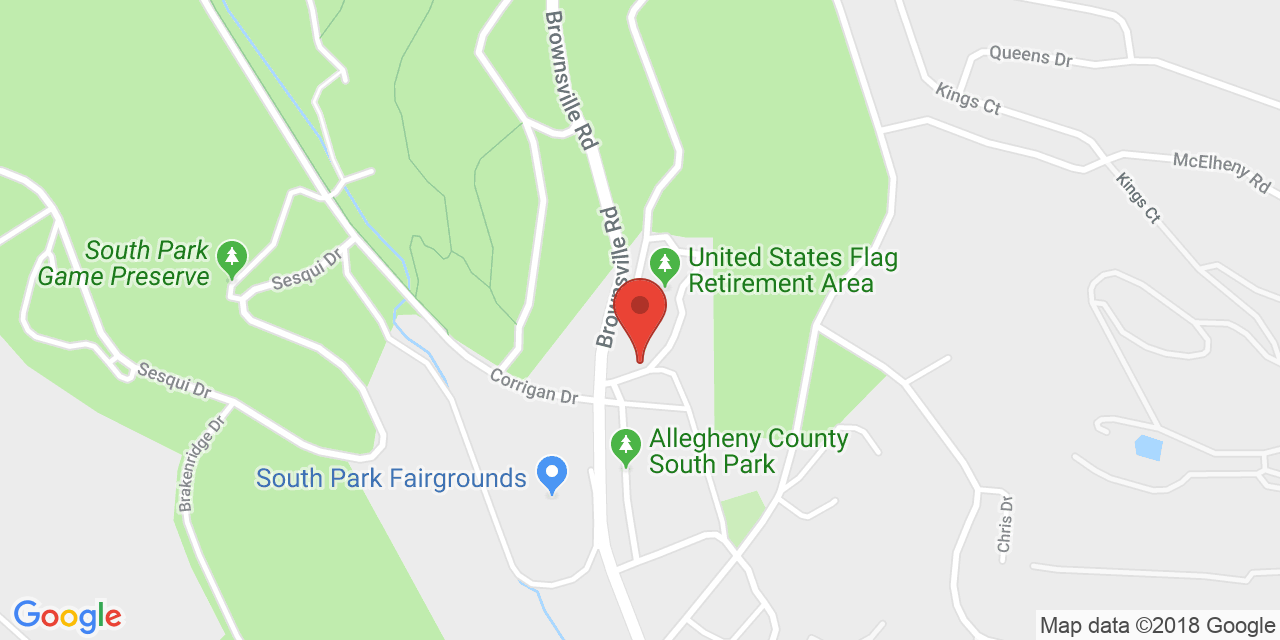 Brownsville Rd
Queens Dr
Kings Ct
McElheny Rd
Kings Ct
Brownsville Rd
South Park
Game Preserve
Sesqui Dr
United States Flag
Retirement Area
Brownsville Rd
Sesqui Dr
Corrigan Dr
Brakenridge Dr
Allegheny County
South Park
South Park Fairgrounds
Chris Dr
Google
Map data ©2018 Google